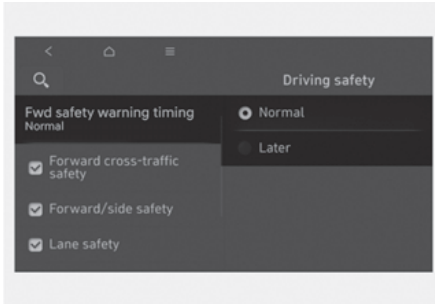 Driving safety
Fwd safety warning timing
Normal
Forward cross-traffic
safety
Forward/side safety
Lane safety
Normal
Later